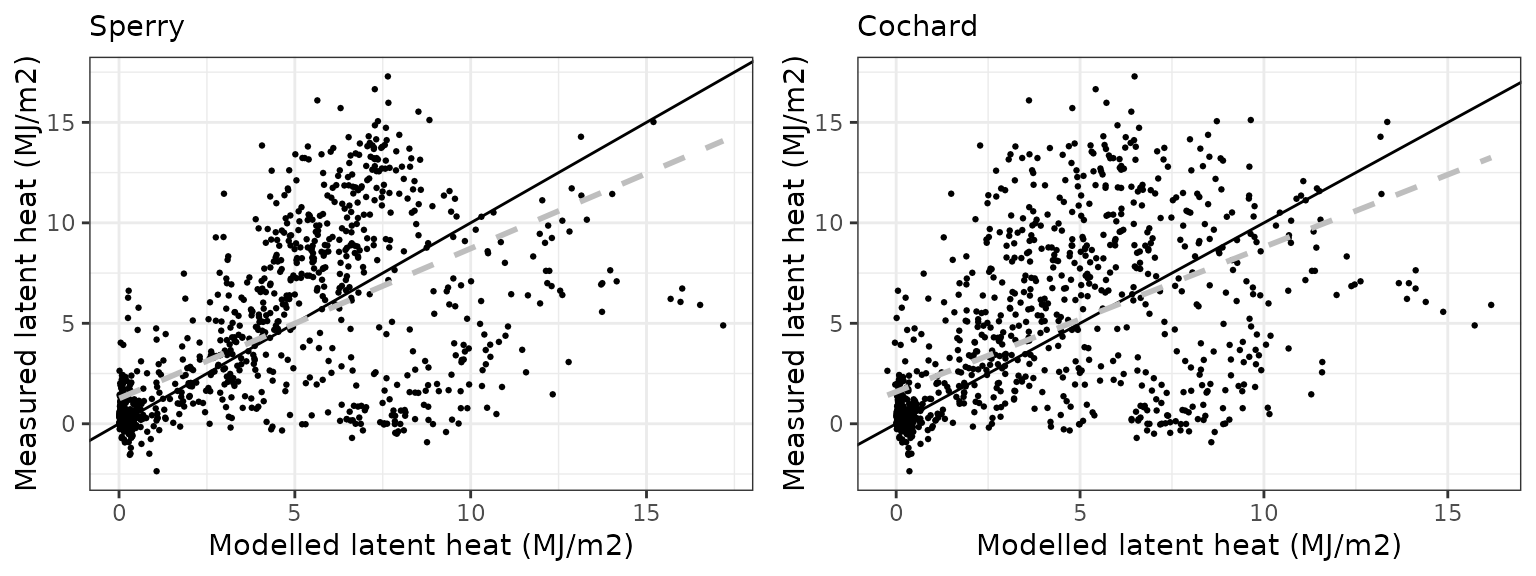 Sperry
Measured latent heat (MJ/m2)
15
10
5
0
0 5 10 15
Modelled latent heat (MJ/m2)
Cochard
Measured latent heat (MJ/m2)
15
10
5
0
0 5 10 15
Modelled latent heat (MJ/m2)